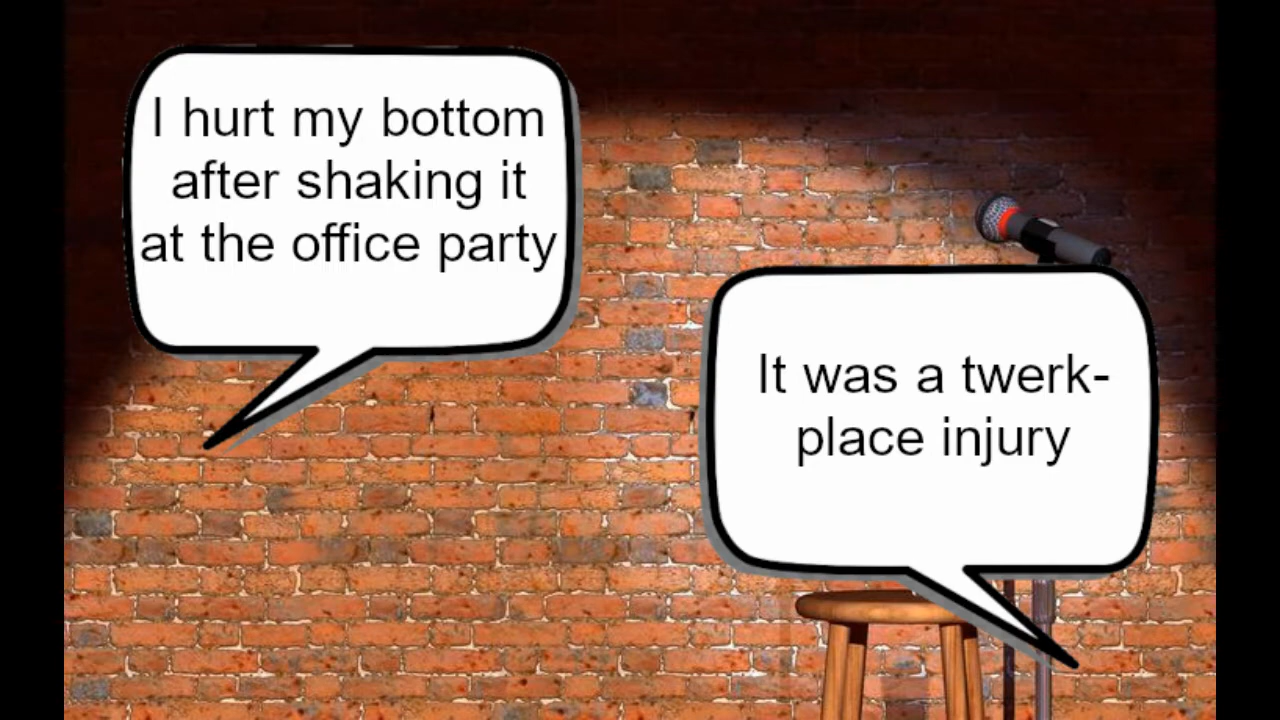 I hurt my bottom
after shaking it
at the office party
It was a twerk-
place injury